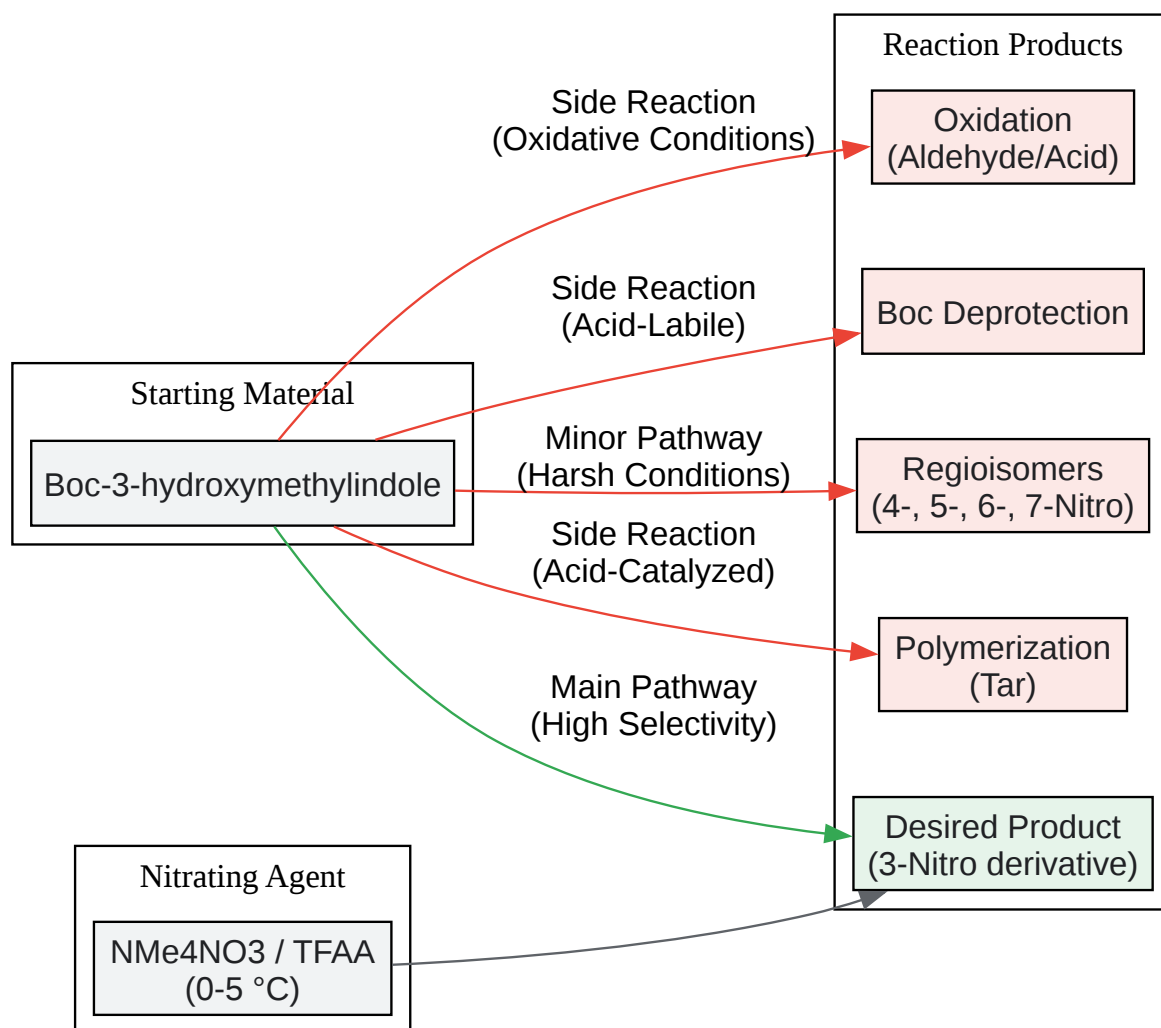 Reaction Products
Side Reaction
(Oxidative Conditions)
Oxidation
(Aldehyde/Acid)
Side Reaction
(Acid-Labile)
Boc Deprotection
Starting Material
Boc-3-hydroxymethylindole
Minor Pathway
(Harsh Conditions)
Regioisomers
(4-, 5-, 6-, 7-Nitro)
Side Reaction
(Acid-Catalyzed)
Polymerization
(Tar)
Main Pathway
(High Selectivity)
Desired Product
(3-Nitro derivative)
Nitrating Agent
NMe4NO3 / TFAA
(0-5 °C)